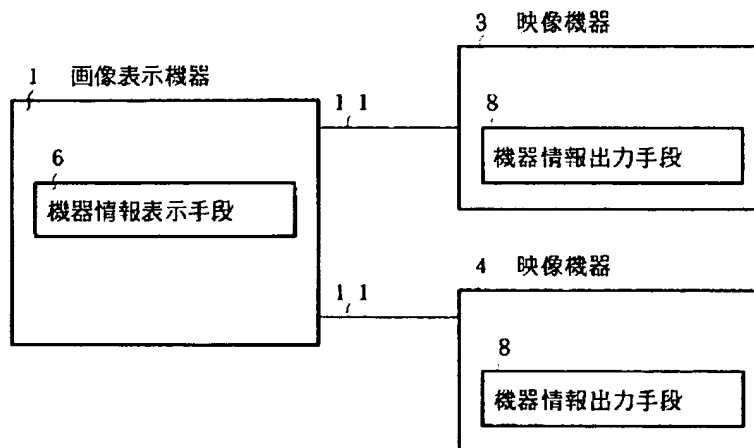 3 映像機器
1 画像表示機器
11
8
機器情報出力手段
6
機器情報表示手段
4 映像機器
11
8
機器情報出力手段